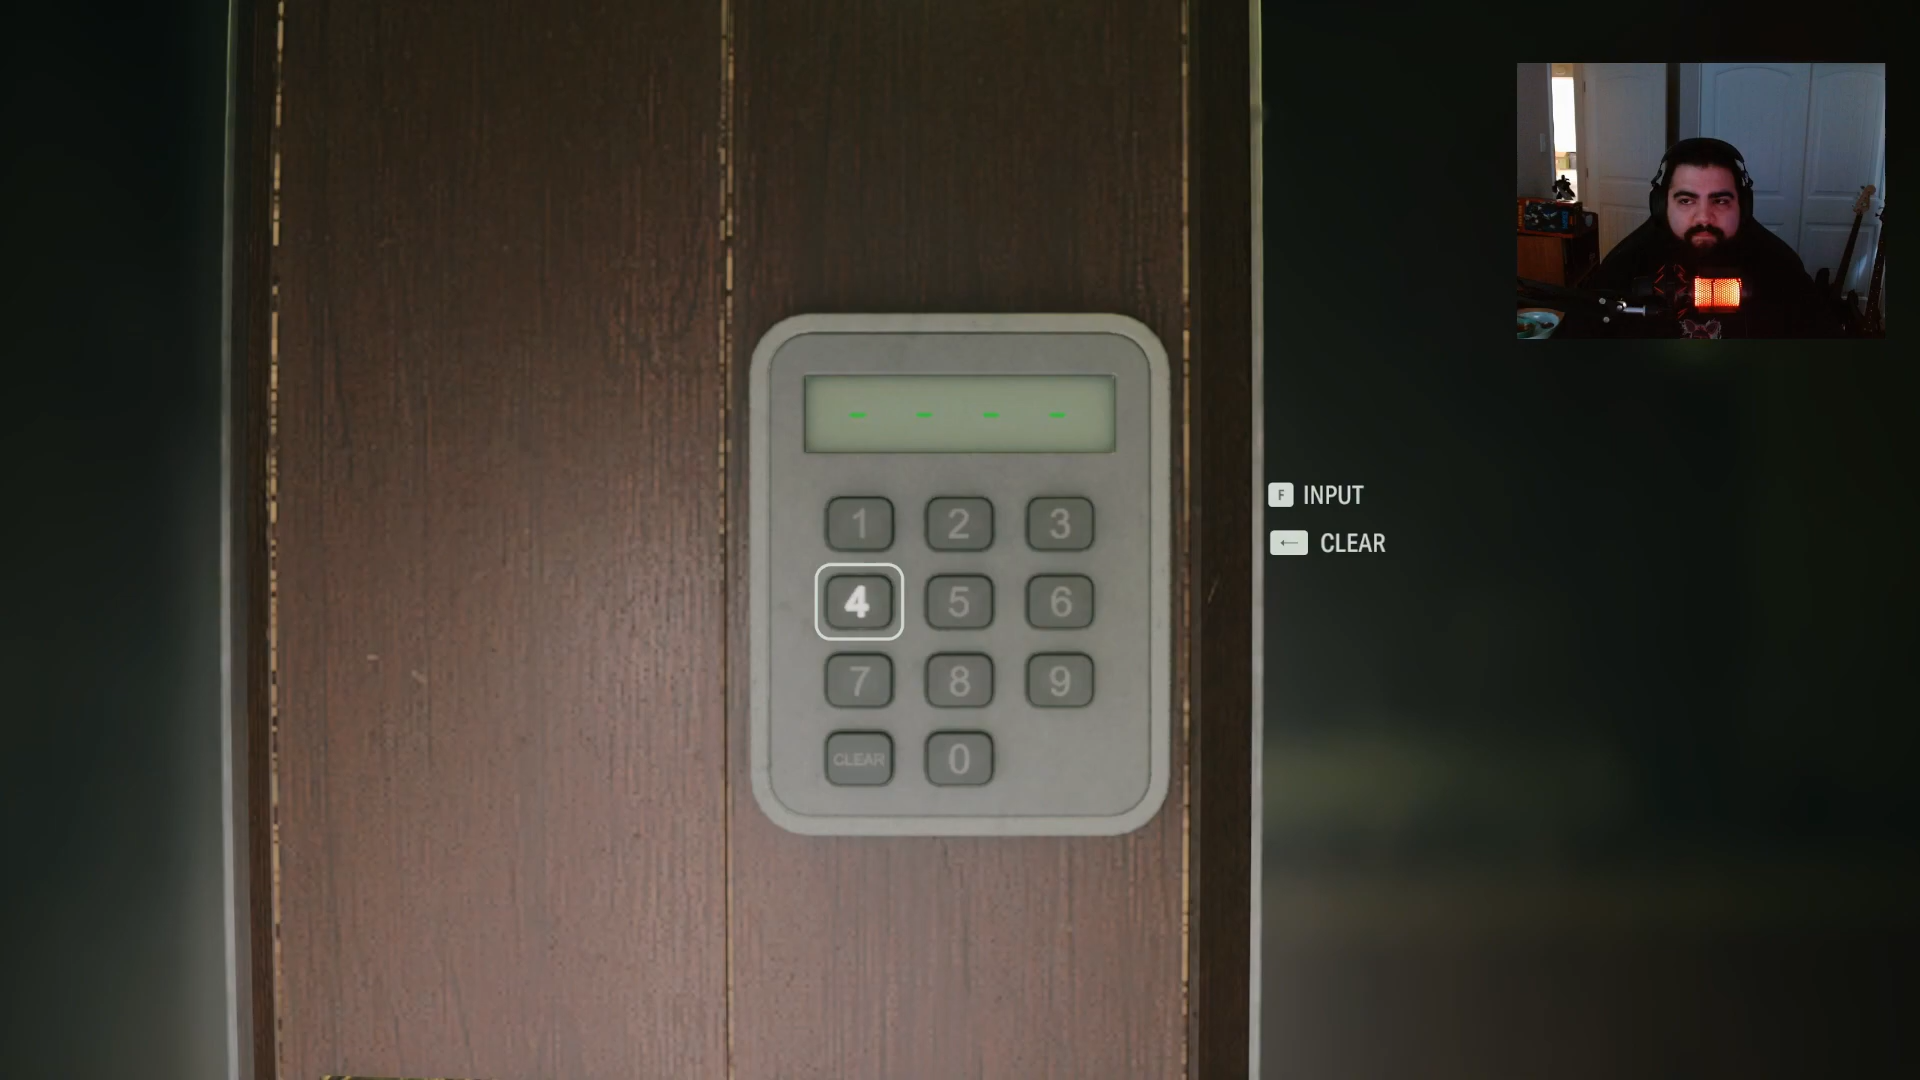 - - - -
1 2 3
4 5 6
7 8 9
CLEAR 0
F INPUT
← CLEAR